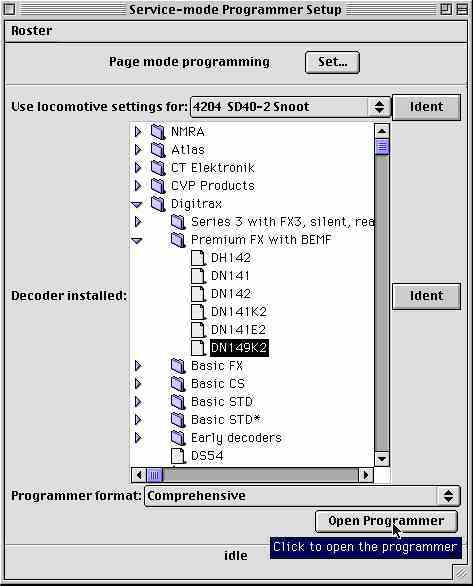 Service-mode Programmer Setup
Roster
Page mode programming Set...
Use locomotive settings for: 4204 SD40-2 Snoot Ident
NMRA
Atlas
CT Elektronik
CVP Products
Digitrax
Series 3 with FX3, silent, rea
Premium FX with BEMF
DH142
DN141
DN142
DN141K2
DN141E2
DN149K2
Decoder installed: Ident
Basic FX
Basic CS
Basic STD
Basic STD*
Early decoders
DS54
Programmer format: Comprehensive
Open Programmer
Click to open the programmer
idle